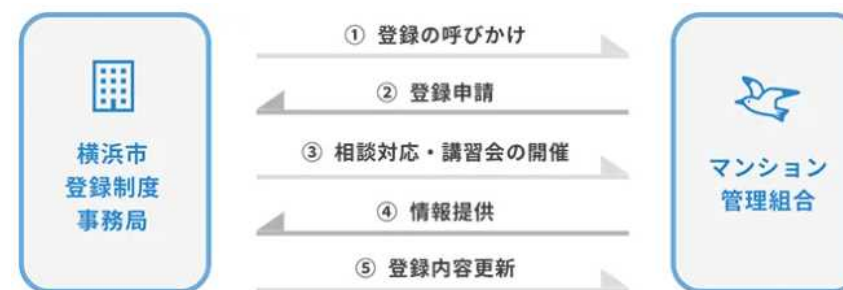 横浜市
登録制度
事務局
① 登録の呼びかけ
② 登録申請
③ 相談対応・講習会の開催
④ 情報提供
⑤ 登録内容更新
マンション
管理組合